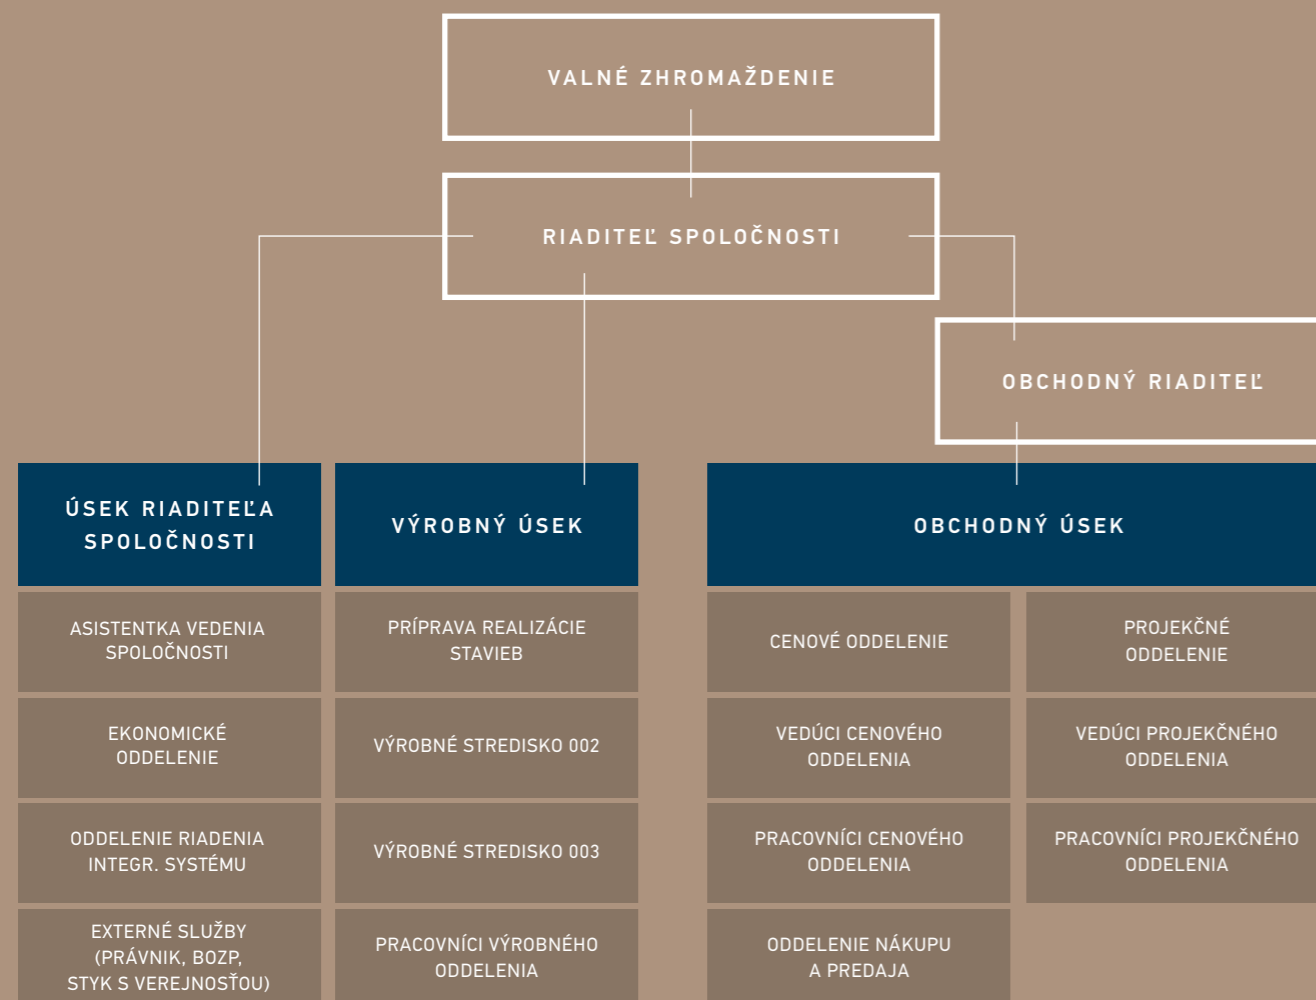 VALNÉ ZHROMAŽDENIE
RIADITEĽ SPOLOČNOSTI
OBCHODNÝ RIADITEĽ
ÚSEK RIADITEĽA
SPOLOČNOSTI
ASISTENTKA VEDENIA
SPOLOČNOSTI
EKONOMICKÉ
ODDELENIE
ODDELENIE RIADENIA
INTEGR. SYSTÉMU
EXTERNÉ SLUŽBY
(PRÁVNIK, BOZP,
STYK S VEREJNOSŤOU)
VÝROBNÝ ÚSEK
PRÍPRAVA REALIZÁCIE
STAVIEB
VÝROBNÉ STREDISKO 002
VÝROBNÉ STREDISKO 003
PRACOVNÍCI VÝROBNÉHO
ODDELENIA
OBCHODNÝ ÚSEK
CENOVÉ ODDELENIE
VEDÚCI CENOVÉHO
ODDELENIA
PRACOVNÍCI CENOVÉHO
ODDELENIA
ODDELENIE NÁKUPU
A PREDAJA
PROJEKČNÉ
ODDELENIE
VEDÚCI PROJEKČNÉHO
ODDELENIA
PRACOVNÍCI PROJEKČNÉHO
ODDELENIA